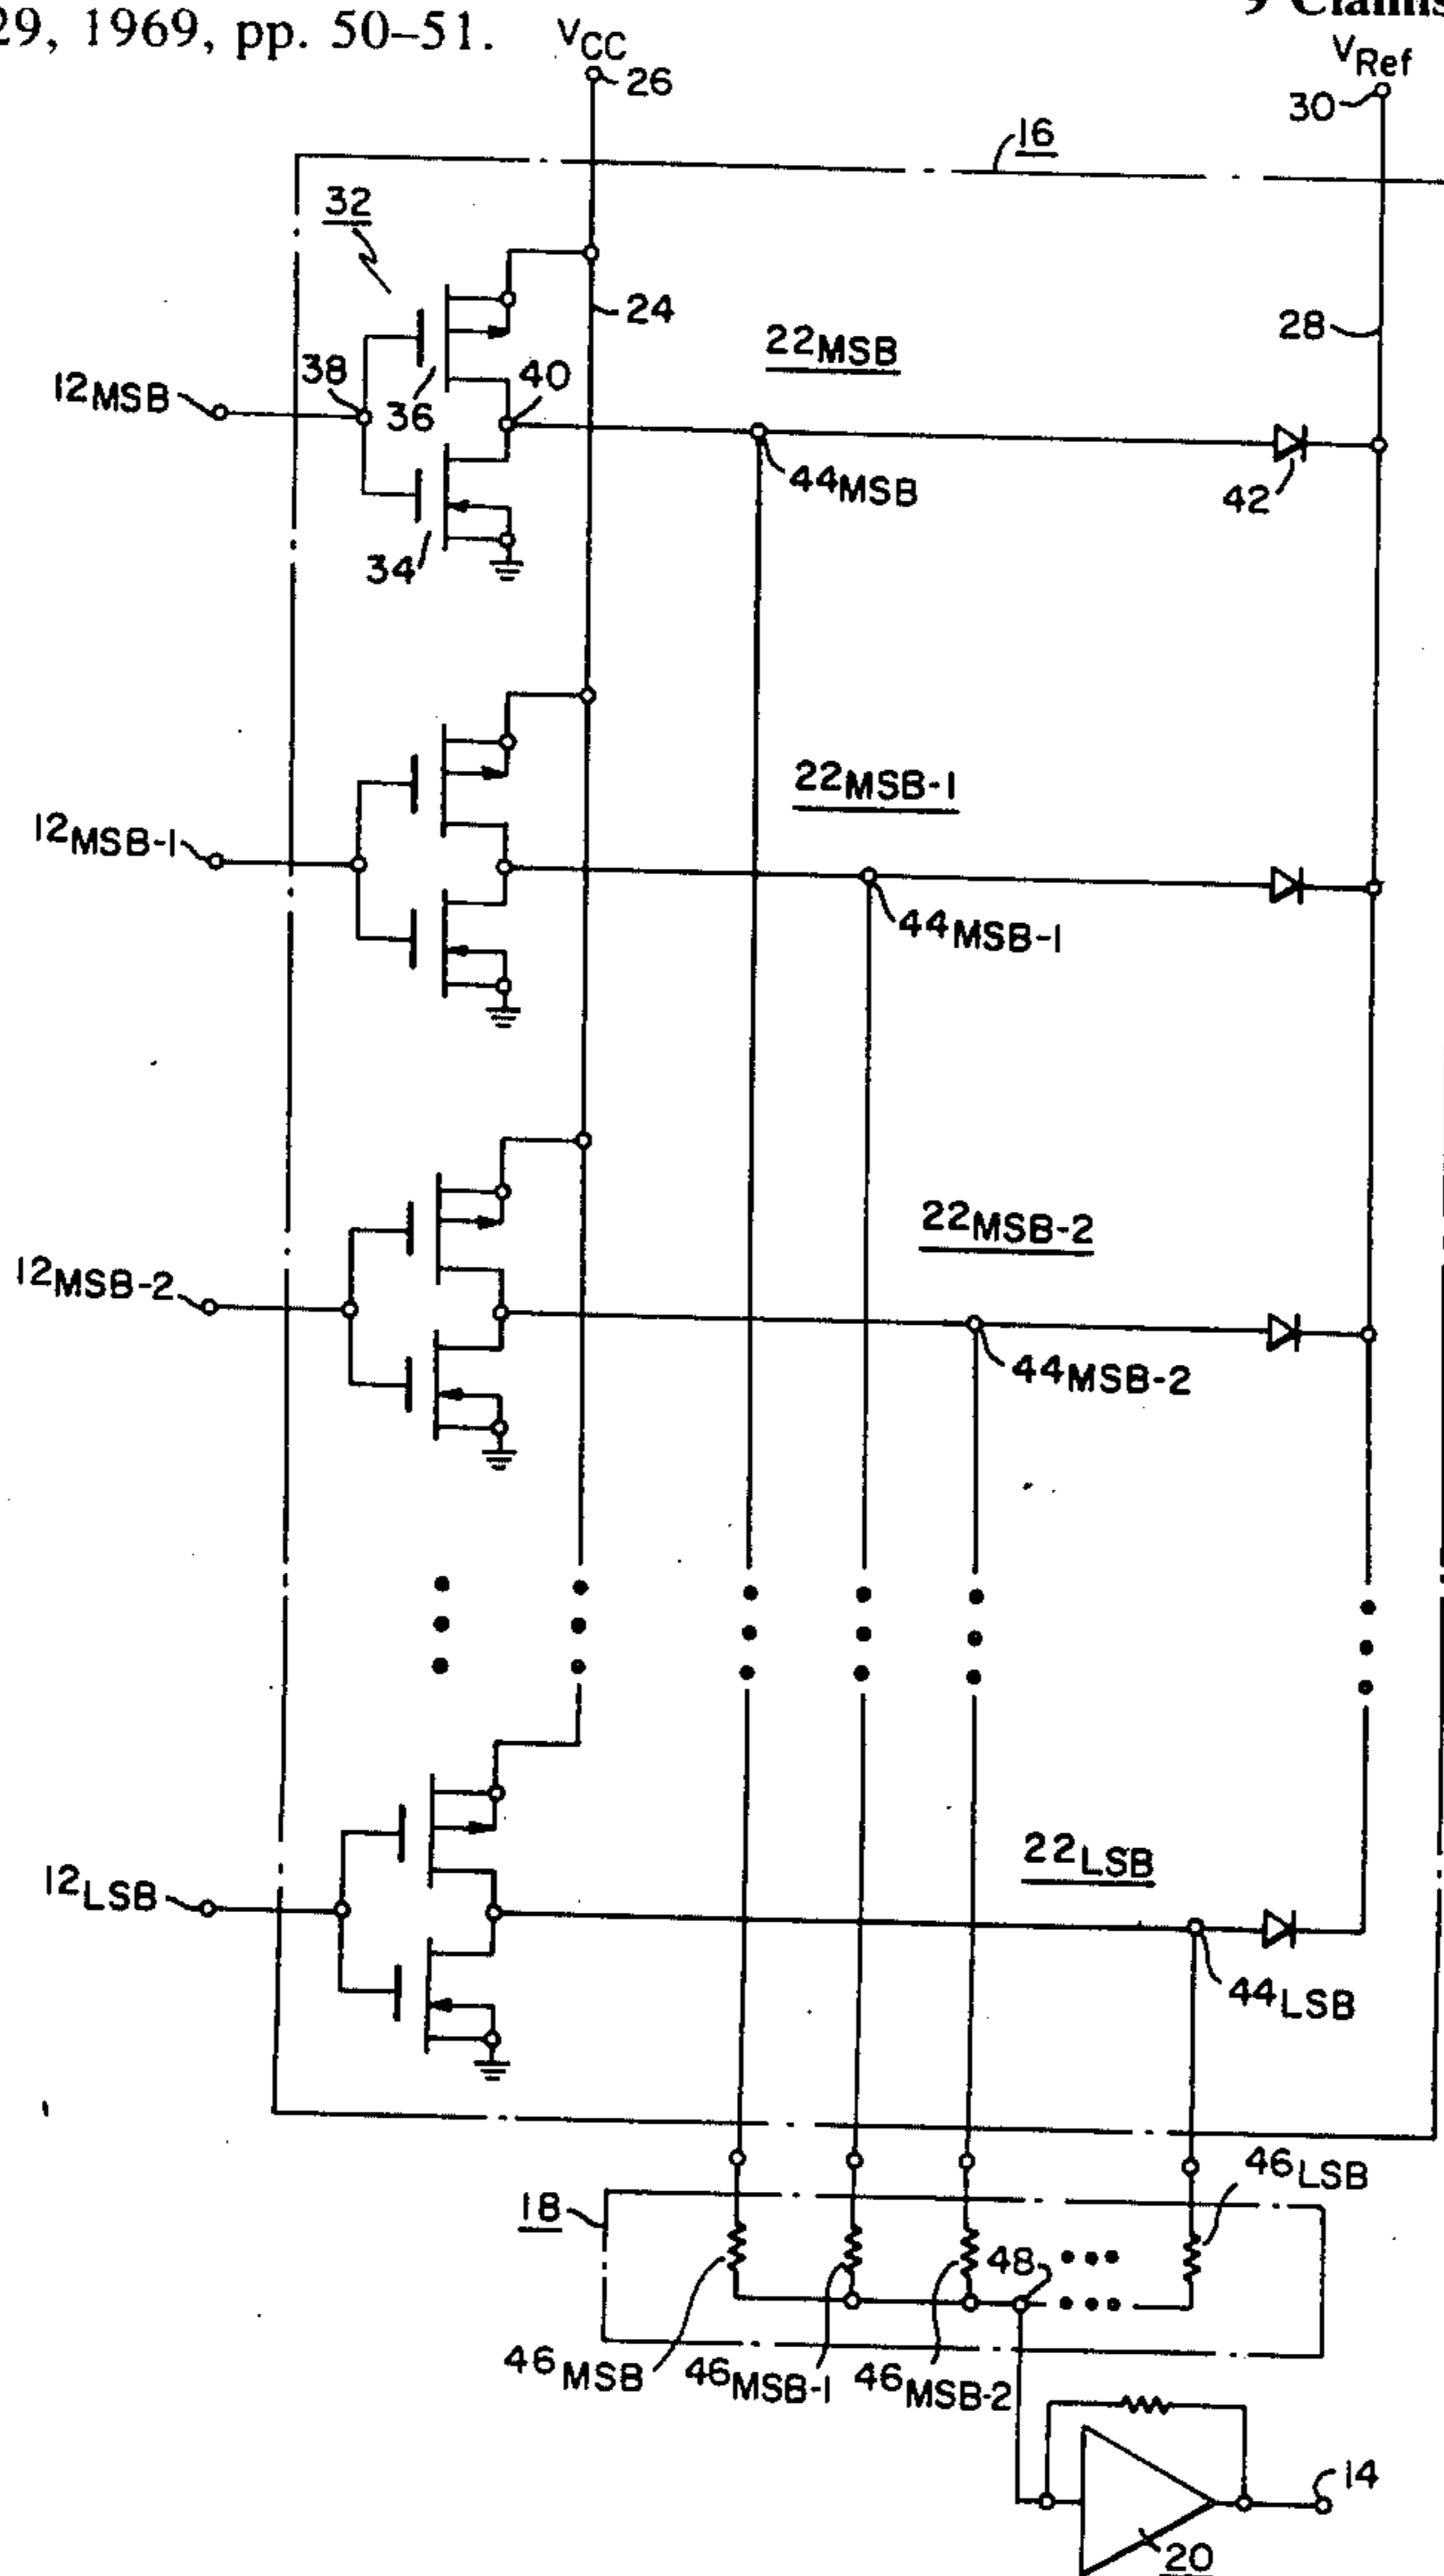 29, 1969, pp. 50–51.
9 Claims
VCC
26
VRef
30
16
32
24
22MSB
28
12MSB
38
36
40
44MSB
42
34
22MSB-1
12MSB-1
44MSB-1
22MSB-2
12MSB-2
44MSB-2
22LSB
12LSB
44LSB
46LSB
18
48
46MSB
46MSB-1
46MSB-2
14
20